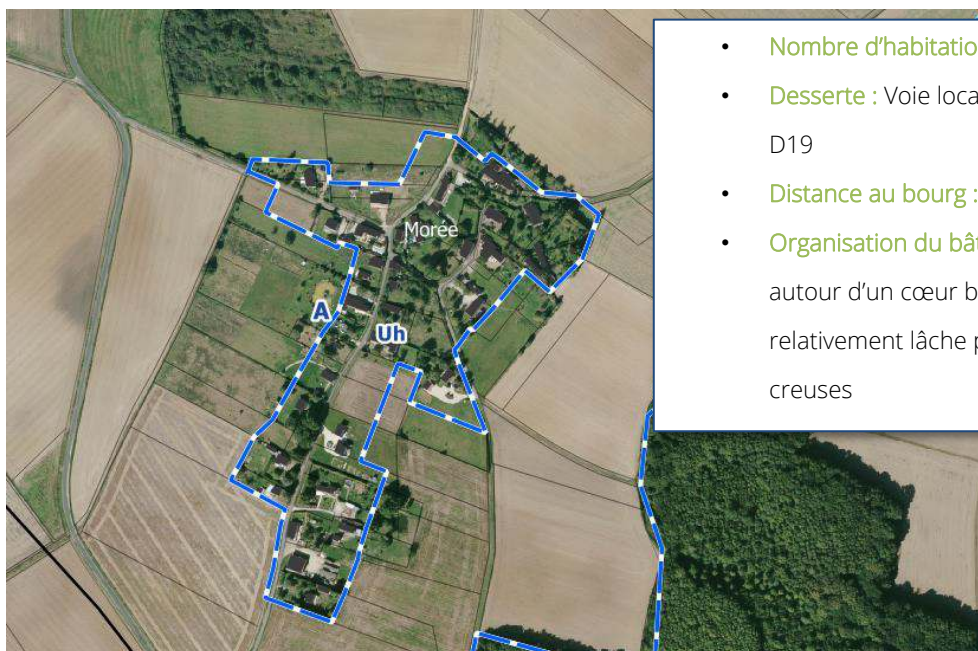 Morée
A
Uh
• Nombre d'habitatio
• Desserte : Voie loca
D19
• Distance au bourg :
• Organisation du bâ
autour d'un cœur b
relativement lâche p
creuses